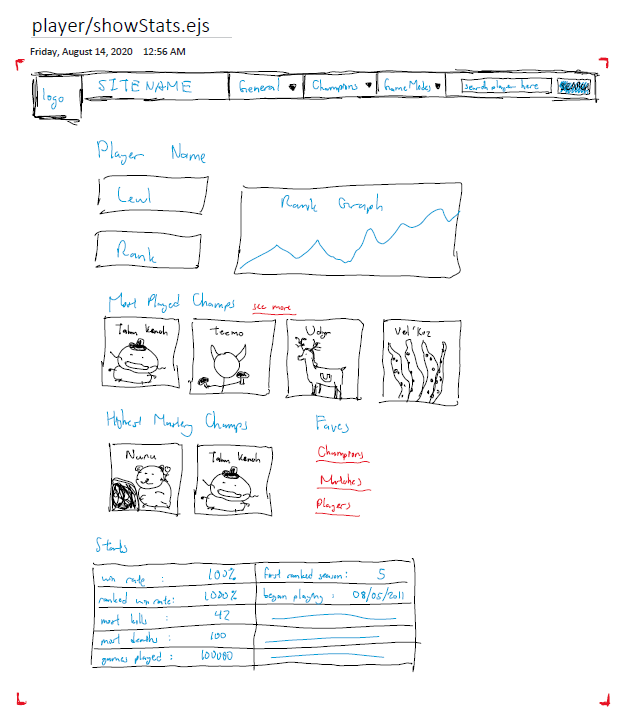 player/showStats.ejs
Friday, August 14, 2020 12:56 AM
logo SITENAME General Champions GameModes search player here SEARCH
Player Name
Level
Rank
Rank Graph
Most Played Champs see more
Tahm Kench Teemo Udyr Vel'Koz
Highest Mastery Champs Faves
Nunu Tahm Kench
Champions
Matches
Players
Stats
win rate : 100% first ranked season: 5
ranked win rate: 1000% began playing : 08/05/2011
most kills : 42
most deaths : 100
games played : 100000